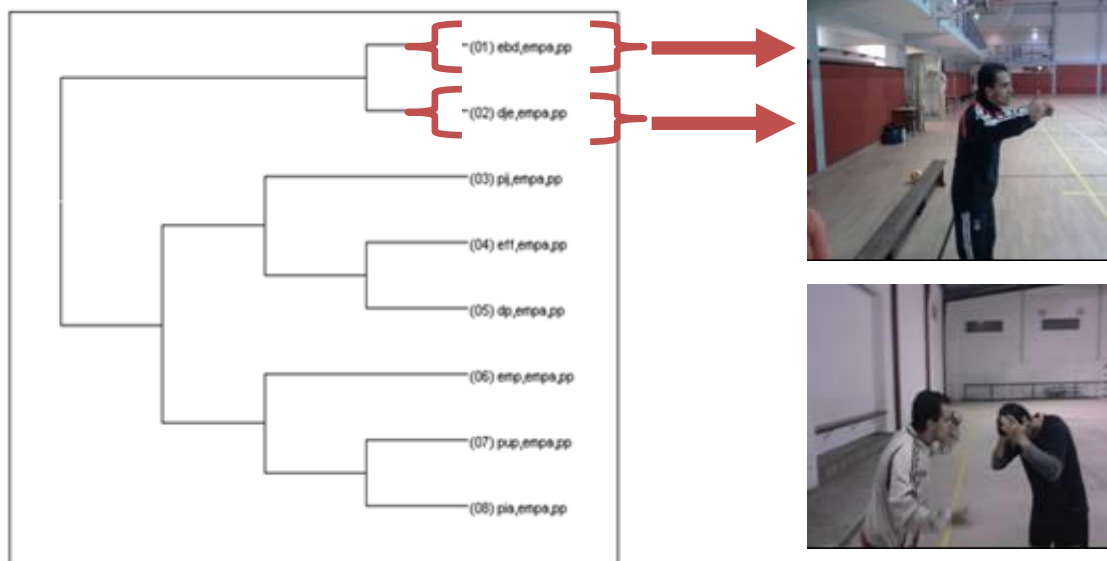 (01) ebd,empa,pp
(02) dje,empa,pp
(03) pij,empa,pp
(04) eff,empa,pp
(05) dp,empa,pp
(06) emp,empa,pp
(07) pup,empa,pp
(08) pia,empa,pp